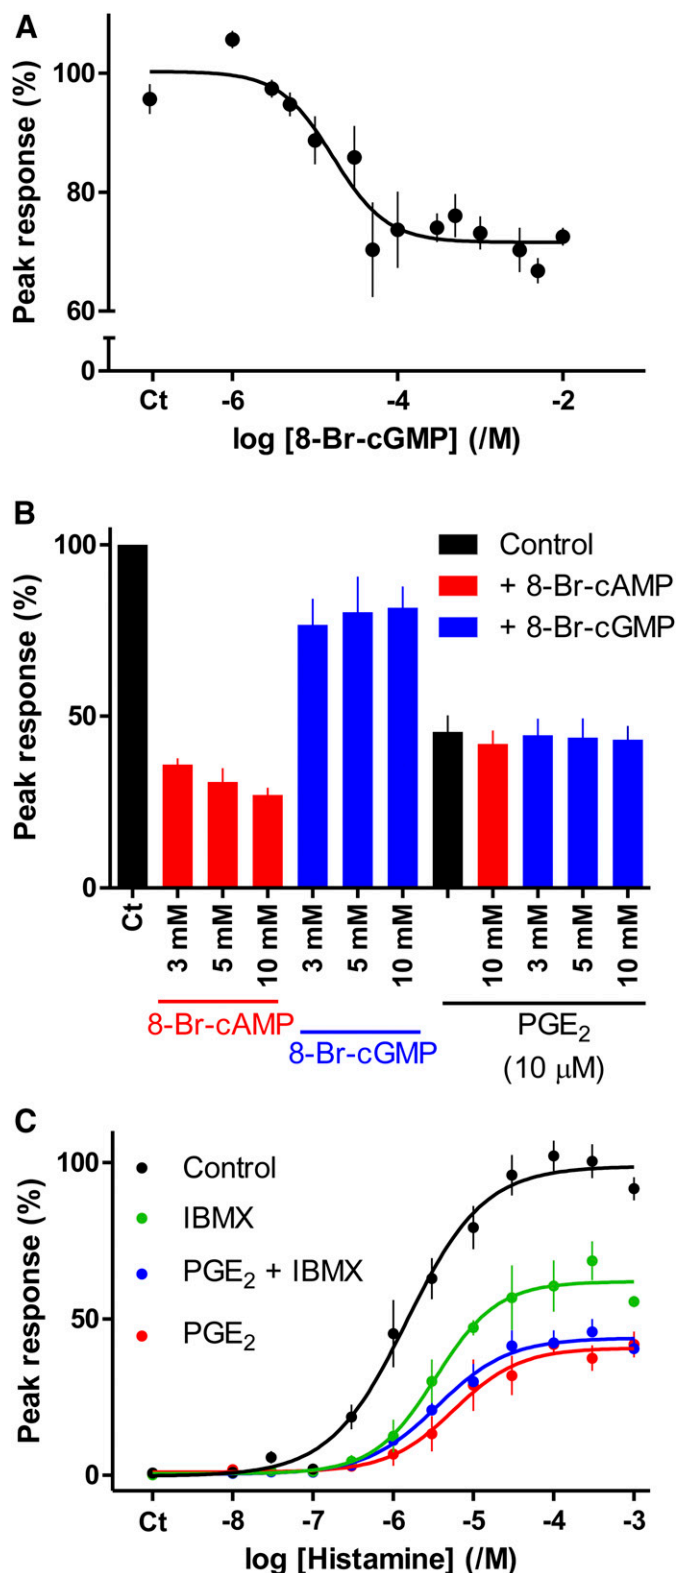 A
Peak response (%)
100
80
60
0
Ct
-6
-4
-2
log [8-Br-cGMP] (/M)
B
Peak response (%)
100
50
0
Control
+ 8-Br-cAMP
+ 8-Br-cGMP
Ct
3 mM
5 mM
10 mM
3 mM
5 mM
10 mM
-
10 mM
3 mM
5 mM
10 mM
8-Br-cAMP
8-Br-cGMP
PGE₂
(10 μM)
C
Peak response (%)
100
50
0
Control
IBMX
PGE₂ + IBMX
PGE₂
Ct
-8
-7
-6
-5
-4
-3
log [Histamine] (/M)